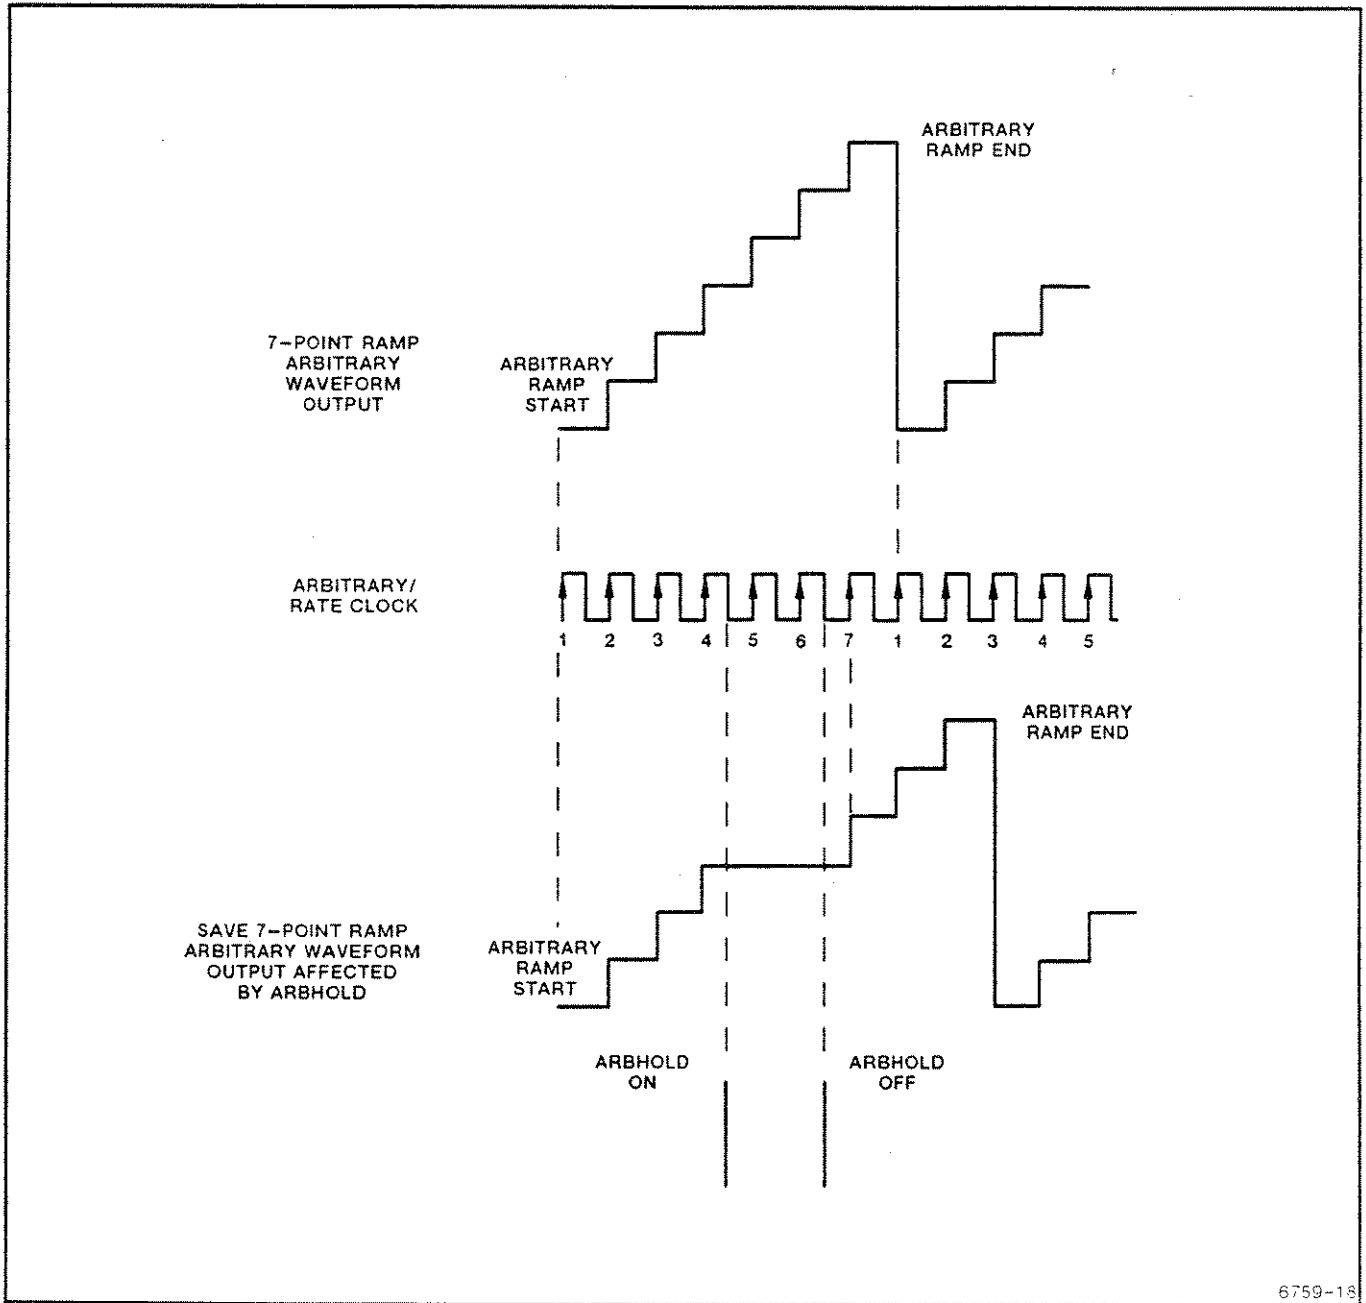 ARBITRARY
RAMP END
7-POINT RAMP
ARBITRARY
WAVEFORM
OUTPUT
ARBITRARY
RAMP
START
ARBITRARY/
RATE CLOCK
1 2 3 4 5 6 7 1 2 3 4 5
ARBITRARY
RAMP END
SAVE 7-POINT RAMP
ARBITRARY WAVEFORM
OUTPUT AFFECTED
BY ARBHOLD
ARBITRARY
RAMP
START
ARBHOLD
ON
ARBHOLD
OFF
6759-18